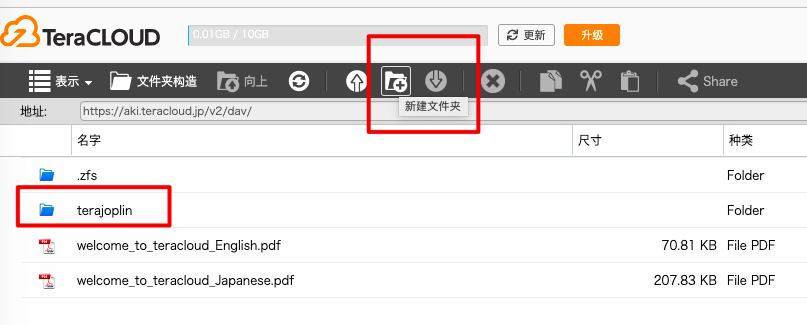 TeraCLOUD 0.01GB / 10GB 更新 升级
表示 文件夹构造 向上 Share
新建文件夹
地址: https://aki.teracloud.jp/v2/dav/
名字 尺寸 种类
.zfs Folder
terajoplin Folder
welcome_to_teracloud_English.pdf 70.81 KB File PDF
welcome_to_teracloud_Japanese.pdf 207.83 KB File PDF